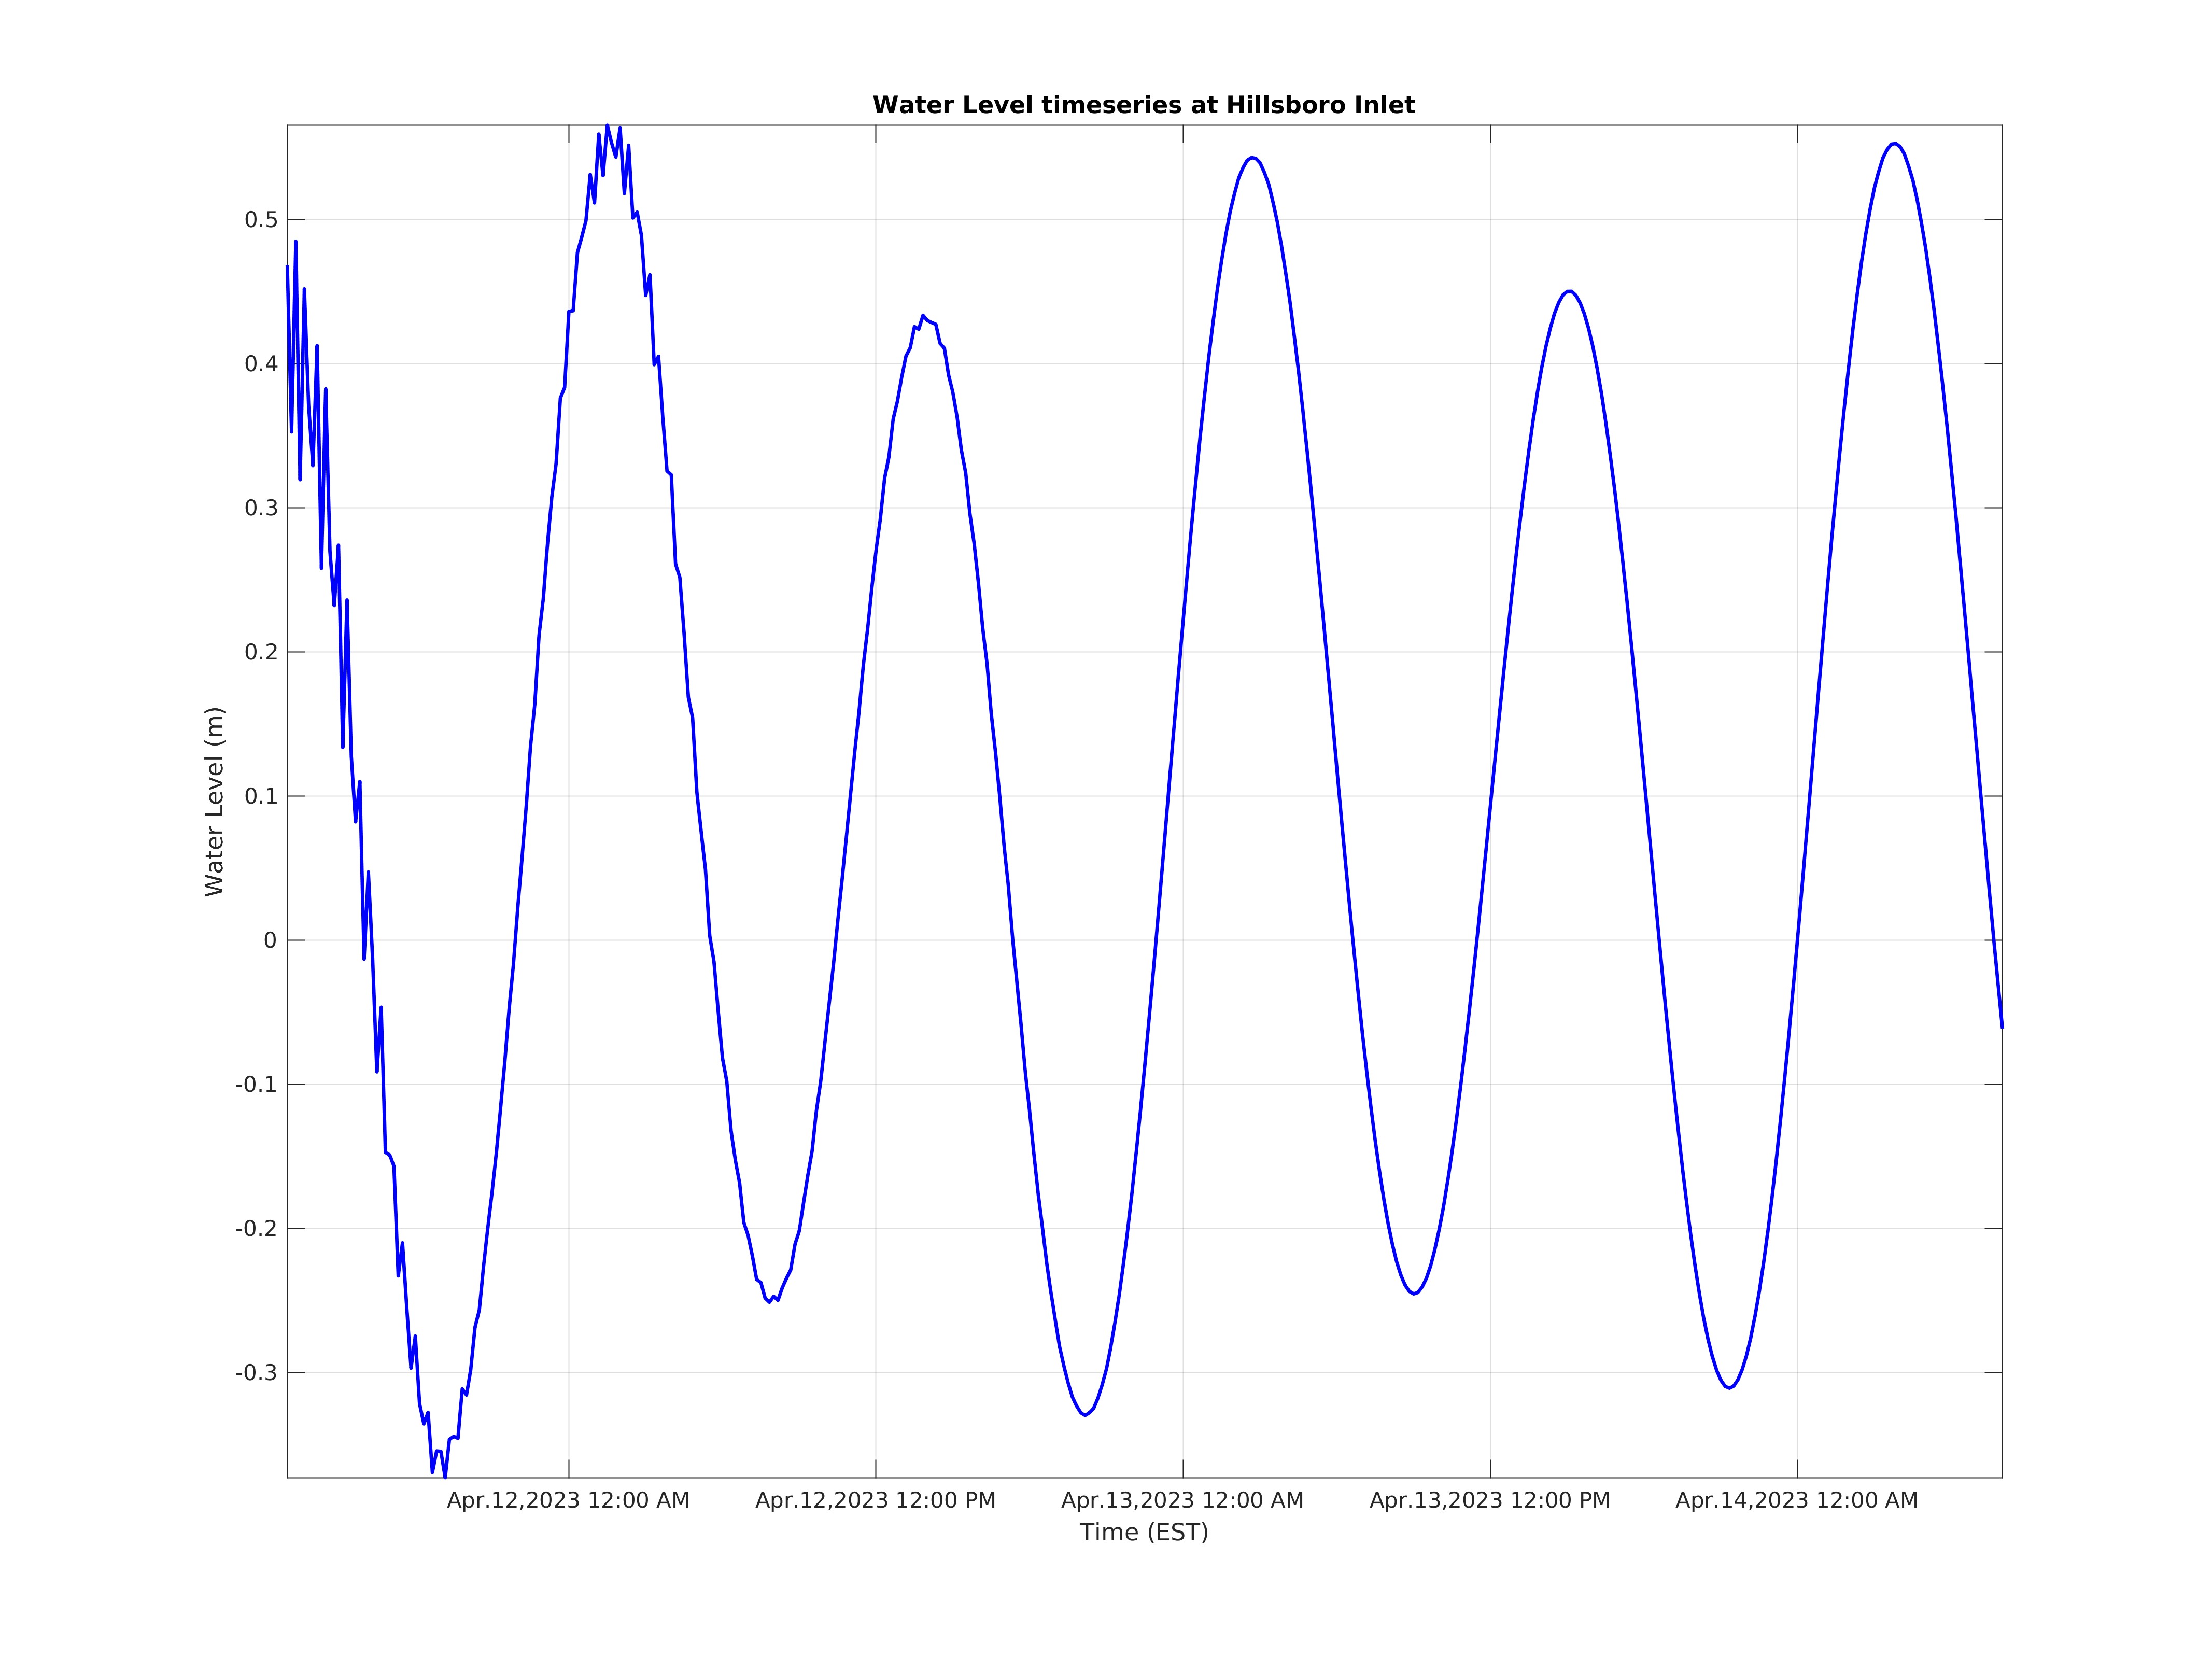 Water Level timeseries at Hillsboro Inlet
0.5
0.4
0.3
0.2
0.1
0
-0.1
-0.2
-0.3
Water Level (m)
Apr.12,2023 12:00 AM
Apr.12,2023 12:00 PM
Apr.13,2023 12:00 AM
Apr.13,2023 12:00 PM
Apr.14,2023 12:00 AM
Time (EST)